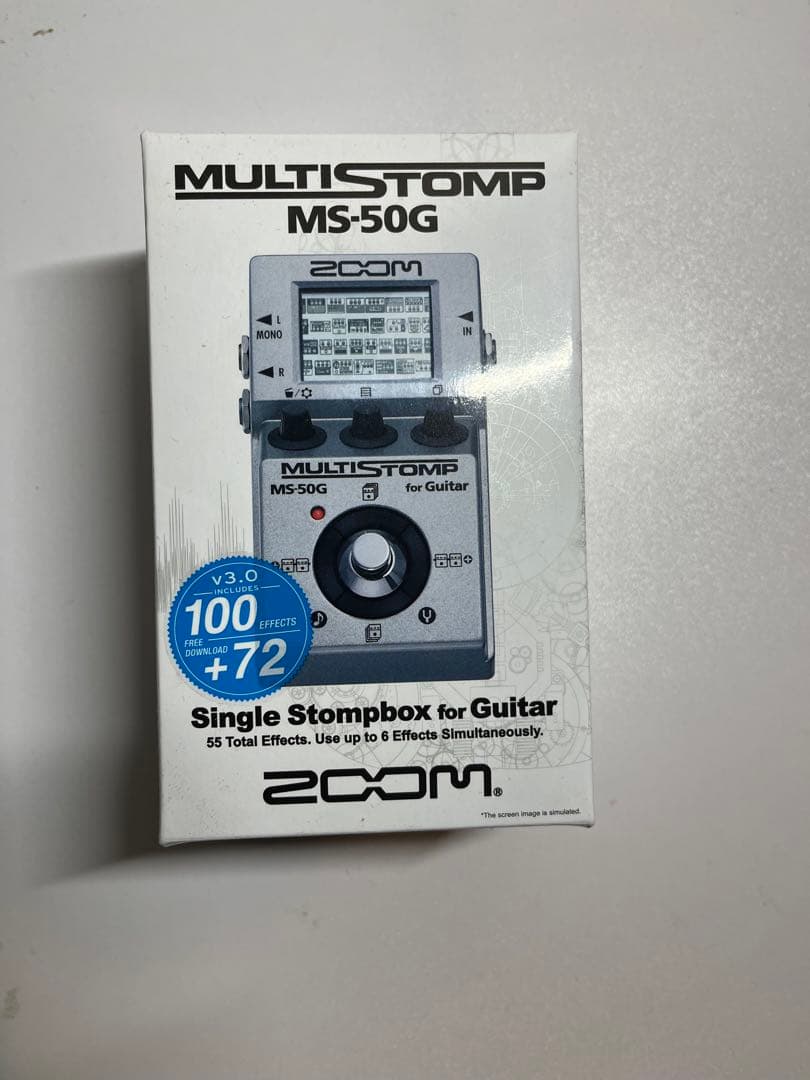 MULTISTOMP
MS-50G
ZOOM
L
MONO
IN
R
MULTISTOMP
MS-50G
for Guitar
v3.0
INCLUDES
100 EFFECTS
FREE
DOWNLOAD
+72
Single Stompbox for Guitar
55 Total Effects. Use up to 6 Effects Simultaneously.
ZOOM®
*The screen image is simulated.